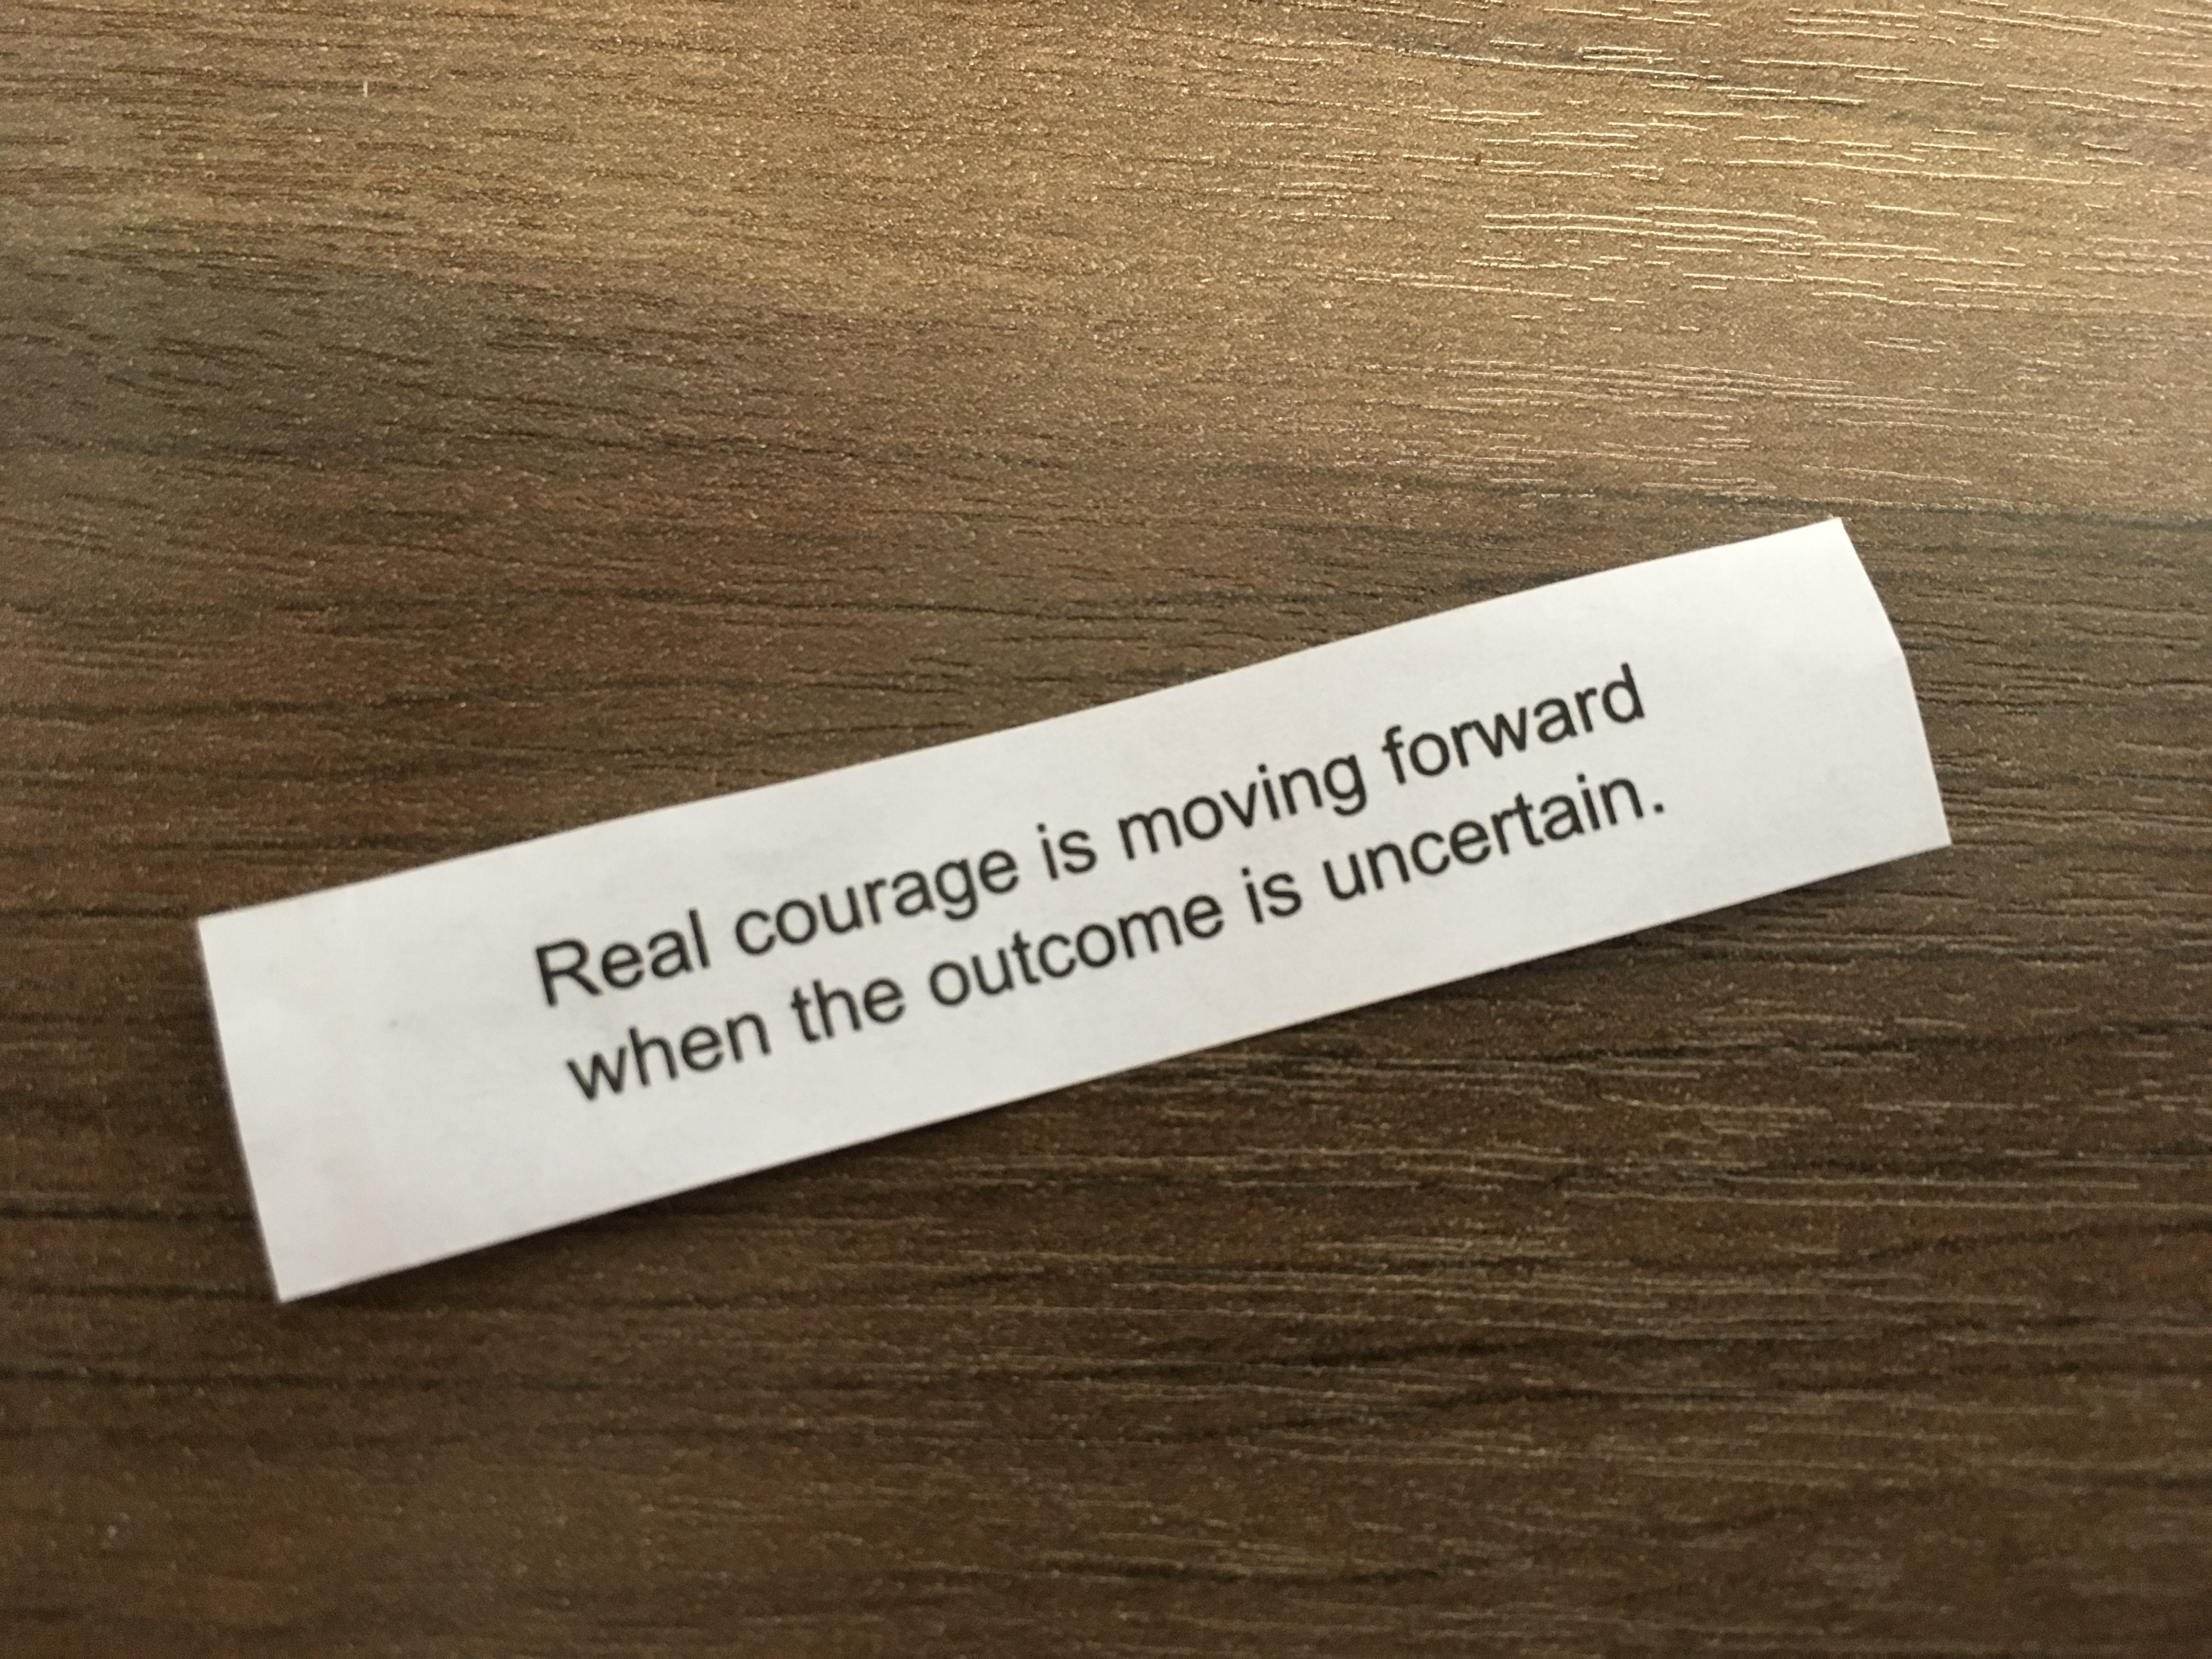 Real courage is moving forward
when the outcome is uncertain.